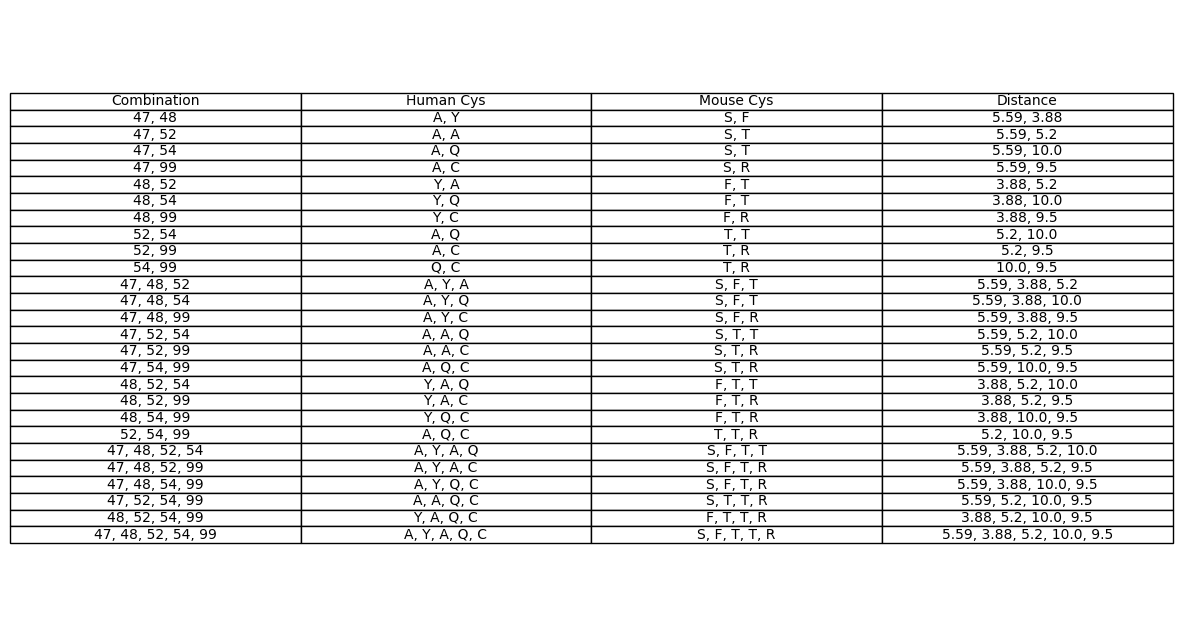 Combination Human Cys Mouse Cys Distance
47, 48 A, Y S, F 5.59, 3.88
47, 52 A, A S, T 5.59, 5.2
47, 54 A, Q S, T 5.59, 10.0
47, 99 A, C S, R 5.59, 9.5
48, 52 Y, A F, T 3.88, 5.2
48, 54 Y, Q F, T 3.88, 10.0
48, 99 Y, C F, R 3.88, 9.5
52, 54 A, Q T, T 5.2, 10.0
52, 99 A, C T, R 5.2, 9.5
54, 99 Q, C T, R 10.0, 9.5
47, 48, 52 A, Y, A S, F, T 5.59, 3.88, 5.2
47, 48, 54 A, Y, Q S, F, T 5.59, 3.88, 10.0
47, 48, 99 A, Y, C S, F, R 5.59, 3.88, 9.5
47, 52, 54 A, A, Q S, T, T 5.59, 5.2, 10.0
47, 52, 99 A, A, C S, T, R 5.59, 5.2, 9.5
47, 54, 99 A, Q, C S, T, R 5.59, 10.0, 9.5
48, 52, 54 Y, A, Q F, T, T 3.88, 5.2, 10.0
48, 52, 99 Y, A, C F, T, R 3.88, 5.2, 9.5
48, 54, 99 Y, Q, C F, T, R 3.88, 10.0, 9.5
52, 54, 99 A, Q, C T, T, R 5.2, 10.0, 9.5
47, 48, 52, 54 A, Y, A, Q S, F, T, T 5.59, 3.88, 5.2, 10.0
47, 48, 52, 99 A, Y, A, C S, F, T, R 5.59, 3.88, 5.2, 9.5
47, 48, 54, 99 A, Y, Q, C S, F, T, R 5.59, 3.88, 10.0, 9.5
47, 52, 54, 99 A, A, Q, C S, T, T, R 5.59, 5.2, 10.0, 9.5
48, 52, 54, 99 Y, A, Q, C F, T, T, R 3.88, 5.2, 10.0, 9.5
47, 48, 52, 54, 99 A, Y, A, Q, C S, F, T, T, R 5.59, 3.88, 5.2, 10.0, 9.5